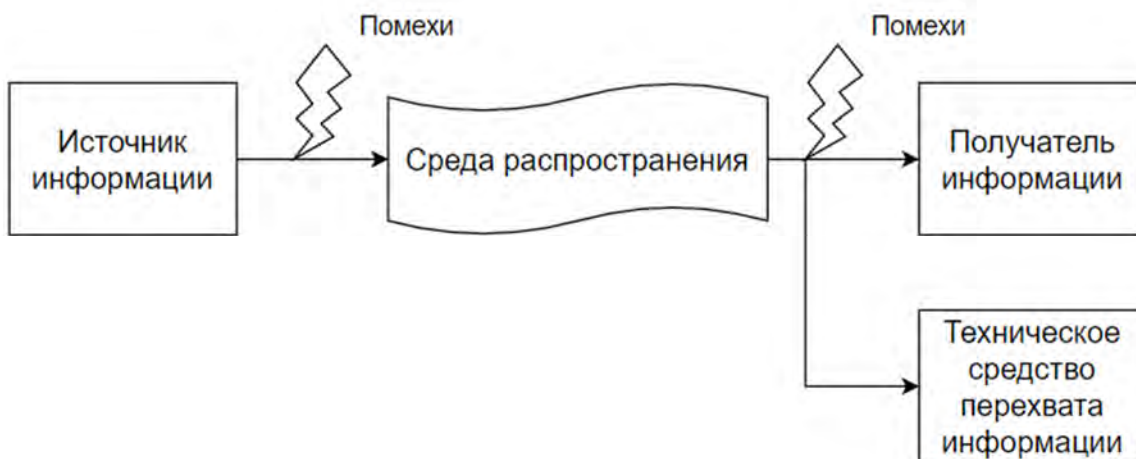 Помехи
Помехи
Источник
информации
Среда распространения
Получатель
информации
Техническое
средство
перехвата
информации